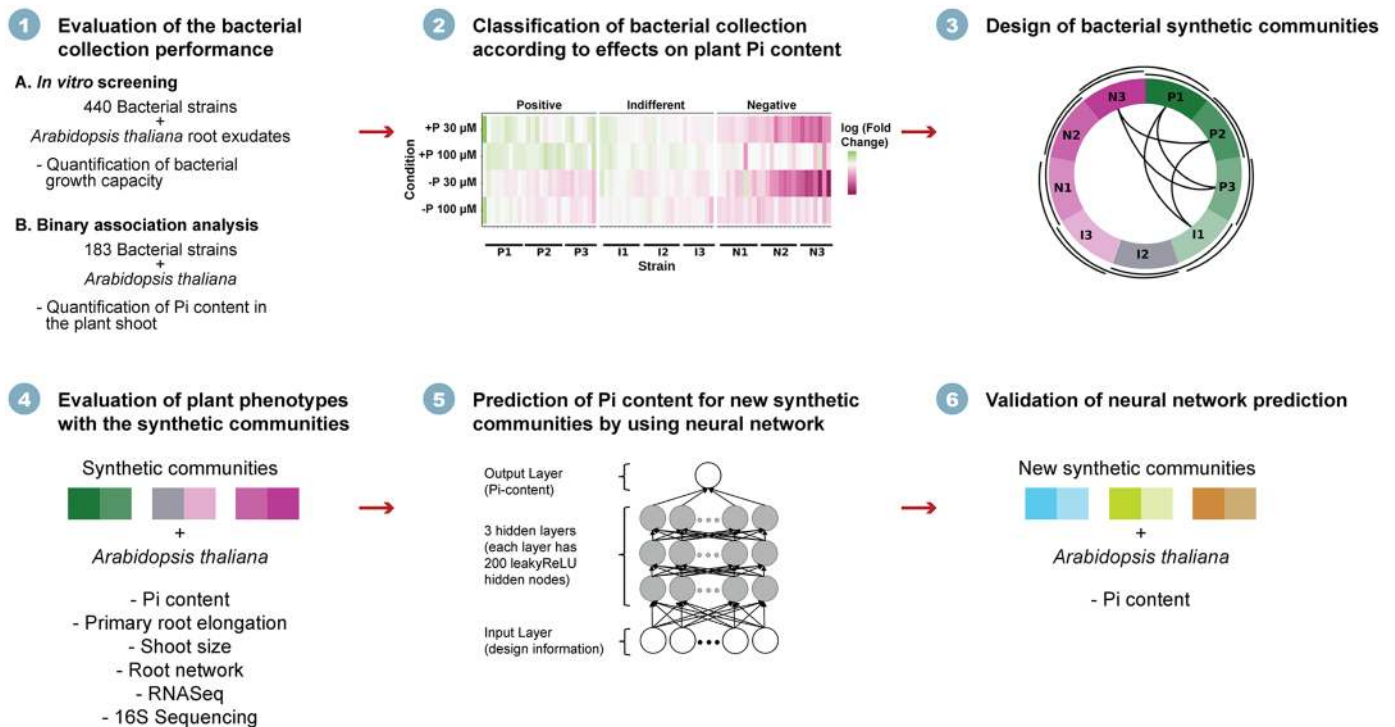 1 Evaluation of the bacterial
collection performance
A. In vitro screening
440 Bacterial strains
+
Arabidopsis thaliana root exudates
- Quantification of bacterial
growth capacity
B. Binary association analysis
183 Bacterial strains
+
Arabidopsis thaliana
- Quantification of Pi content in
the plant shoot
2 Classification of bacterial collection
according to effects on plant Pi content
Positive Indifferent Negative
Condition
+P 30 µM
+P 100 µM
-P 30 µM
-P 100 µM
log (Fold
Change)
P1 P2 P3 I1 I2 I3 N1 N2 N3
Strain
3 Design of bacterial synthetic communities
N3 P1
N2 P2
N1 P3
I3 I1
I2
4 Evaluation of plant phenotypes
with the synthetic communities
Synthetic communities
+
Arabidopsis thaliana
- Pi content
- Primary root elongation
- Shoot size
- Root network
- RNASeq
- 16S Sequencing
5 Prediction of Pi content for new synthetic
communities by using neural network
Output Layer
(Pi-content)
3 hidden layers
(each layer has
200 leakyReLU
hidden nodes)
Input Layer
(design information)
6 Validation of neural network prediction
New synthetic communities
+
Arabidopsis thaliana
- Pi content